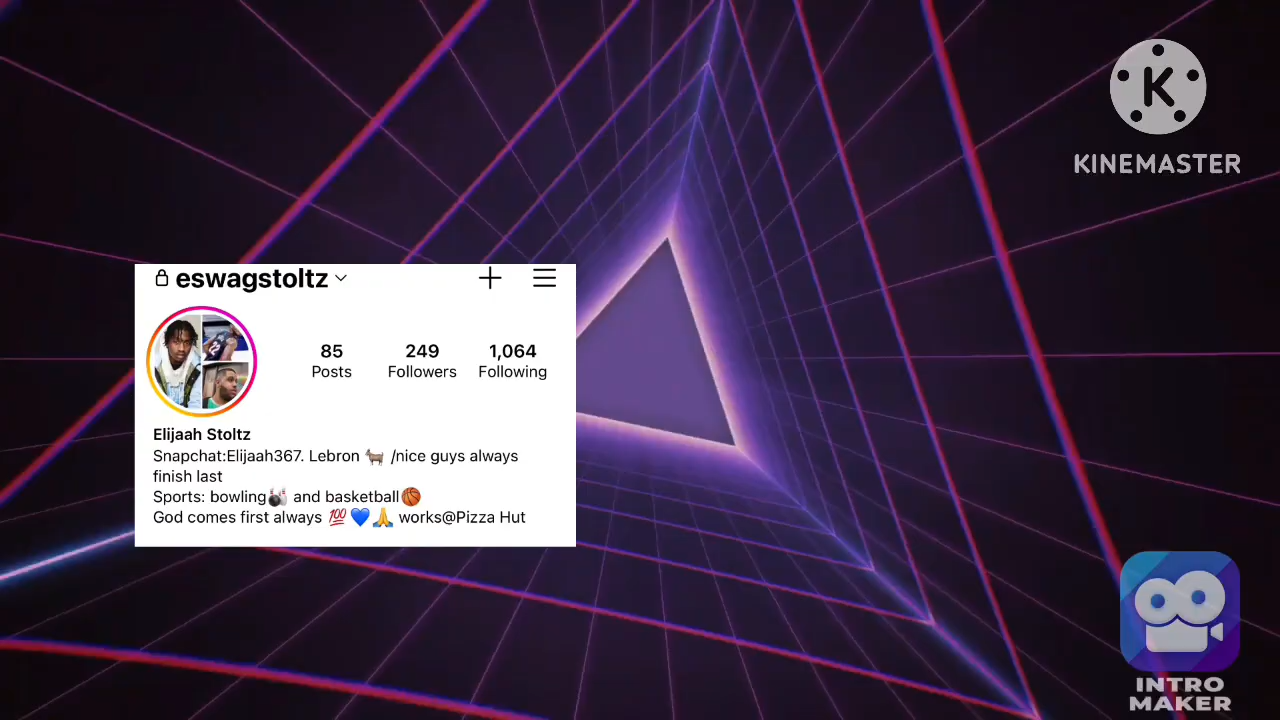 K
KINEMASTER
eswagstoltz
85 249 1,064
Posts Followers Following
Elijaah Stoltz
Snapchat:Elijaah367. Lebron 🐐 /nice guys always
finish last
Sports: bowling🎳 and basketball🏀
God comes first always 💯💙🙏 works@Pizza Hut
INTRO
MAKER